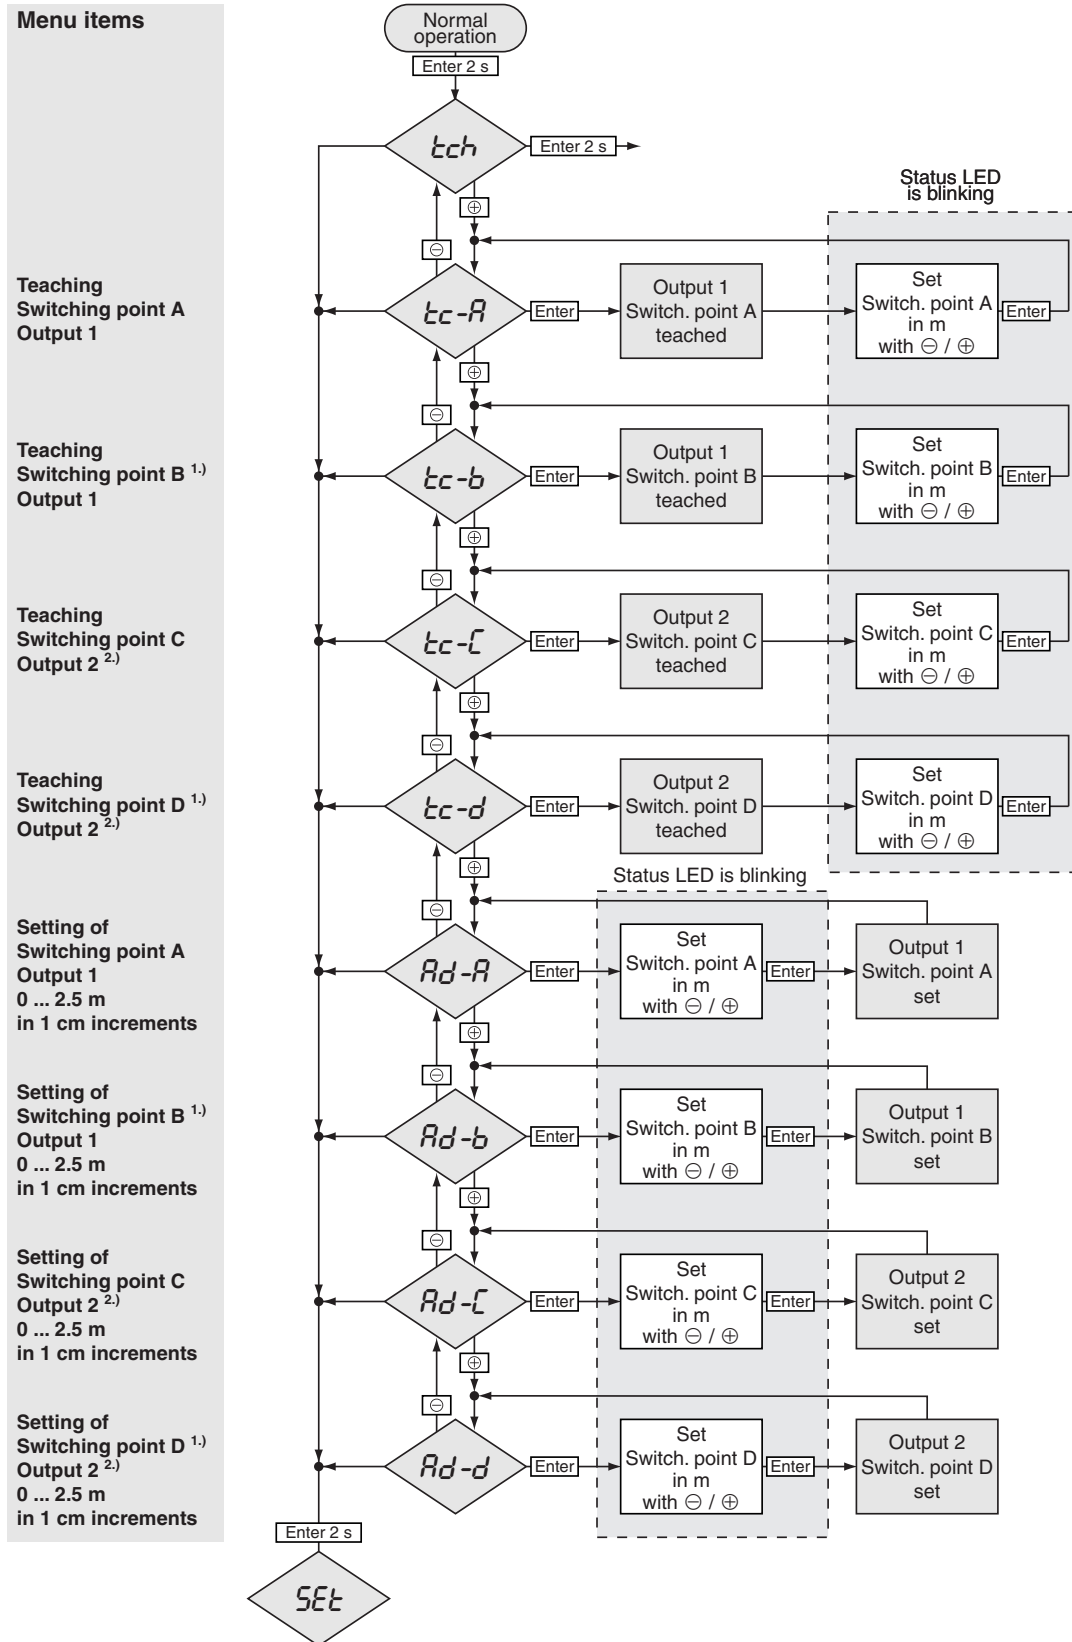 Menu items
Normal
operation
Enter 2 s
tch
Enter 2 s
⊕
⊖
Status LED
is blinking
Teaching
Switching point A
Output 1
tc-A
Enter
Output 1
Switch. point A
teached
Set
Switch. point A
in m
with ⊖ / ⊕
Enter
⊕
⊖
Teaching
Switching point B 1.)
Output 1
tc-b
Enter
Output 1
Switch. point B
teached
Set
Switch. point B
in m
with ⊖ / ⊕
Enter
⊕
⊖
Teaching
Switching point C
Output 2 2.)
tc-C
Enter
Output 2
Switch. point C
teached
Set
Switch. point C
in m
with ⊖ / ⊕
Enter
⊕
⊖
Teaching
Switching point D 1.)
Output 2 2.)
tc-d
Enter
Output 2
Switch. point D
teached
Set
Switch. point D
in m
with ⊖ / ⊕
Enter
⊕
⊖
Status LED is blinking
Setting of
Switching point A
Output 1
0 ... 2.5 m
in 1 cm increments
Ad-A
Enter
Set
Switch. point A
in m
with ⊖ / ⊕
Enter
Output 1
Switch. point A
set
⊕
⊖
Setting of
Switching point B 1.)
Output 1
0 ... 2.5 m
in 1 cm increments
Ad-b
Enter
Set
Switch. point B
in m
with ⊖ / ⊕
Enter
Output 1
Switch. point B
set
⊕
⊖
Setting of
Switching point C
Output 2 2.)
0 ... 2.5 m
in 1 cm increments
Ad-C
Enter
Set
Switch. point C
in m
with ⊖ / ⊕
Enter
Output 2
Switch. point C
set
⊕
⊖
Setting of
Switching point D 1.)
Output 2 2.)
0 ... 2.5 m
in 1 cm increments
Ad-d
Enter
Set
Switch. point D
in m
with ⊖ / ⊕
Enter
Output 2
Switch. point D
set
Enter 2 s
SEt